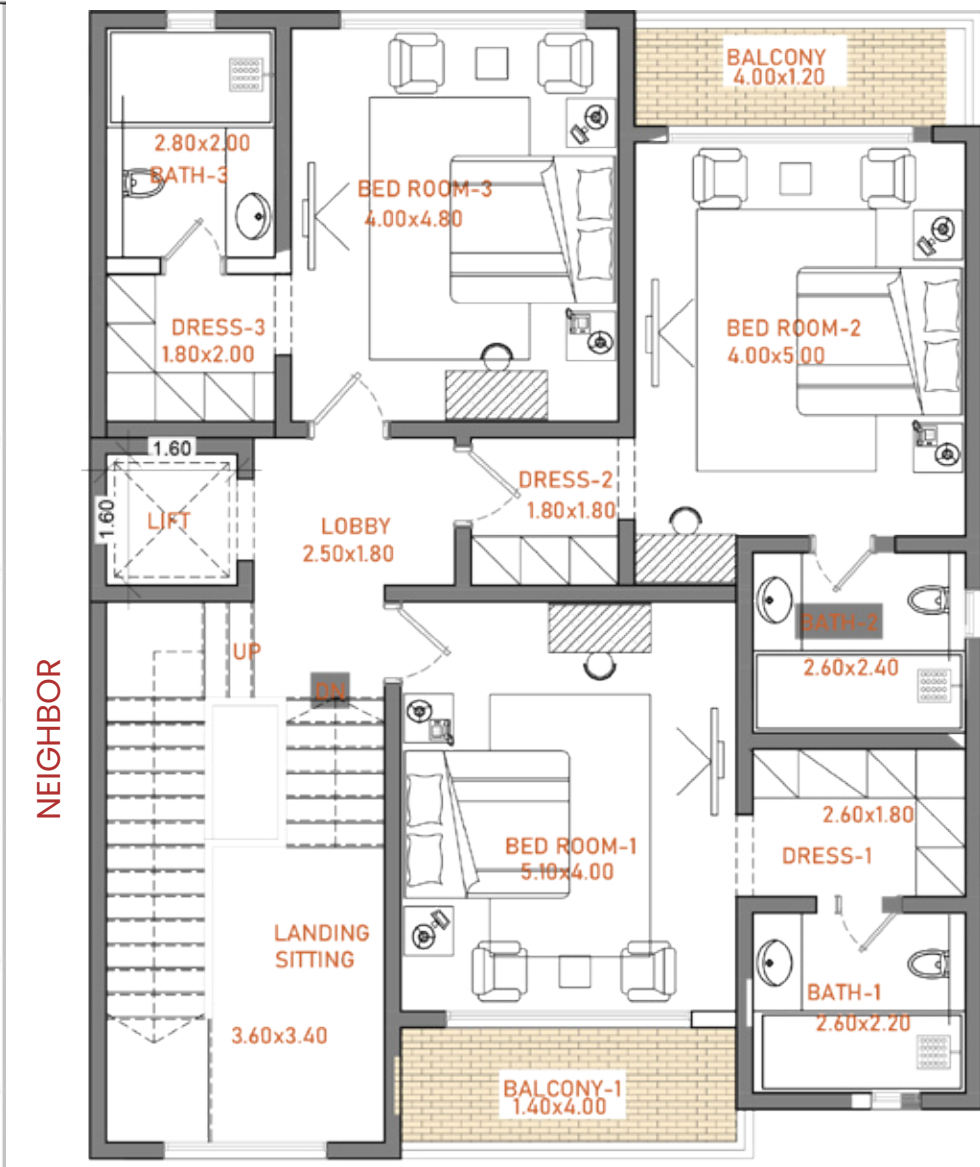 BALCONY
4.00x1.20
2.80x2.00
BATH-3
BED ROOM-3
4.00x4.80
DRESS-3
1.80x2.00
BED ROOM-2
4.00x5.00
1.60
1.60
LIFT
LOBBY
2.50x1.80
DRESS-2
1.80x1.80
UP
DN
BATH-2
2.60x2.40
NEIGHBOR
BED ROOM-1
5.10x4.00
2.60x1.80
DRESS-1
LANDING
SITTING
3.60x3.40
BATH-1
2.60x2.20
BALCONY-1
1.40x4.00